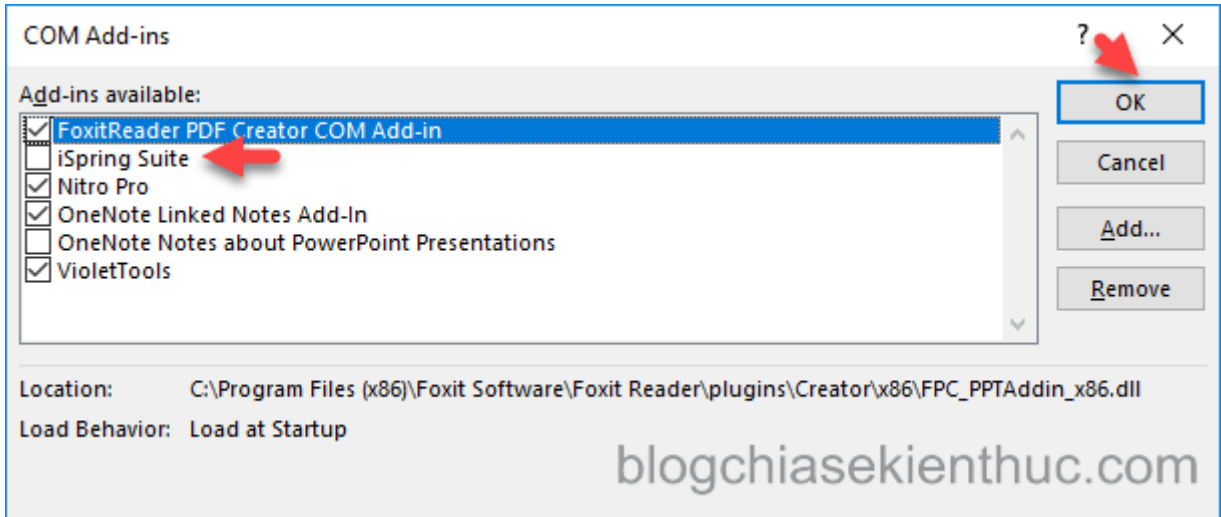 COM Add-ins
?
Add-ins available:
FoxitReader PDF Creator COM Add-in
iSpring Suite
Nitro Pro
OneNote Linked Notes Add-In
OneNote Notes about PowerPoint Presentations
VioletTools
OK
Cancel
Add...
Remove
Location: C:\Program Files (x86)\Foxit Software\Foxit Reader\plugins\Creator\x86\FPC_PPTAddin_x86.dll
Load Behavior: Load at Startup
blogchiasekienthuc.com